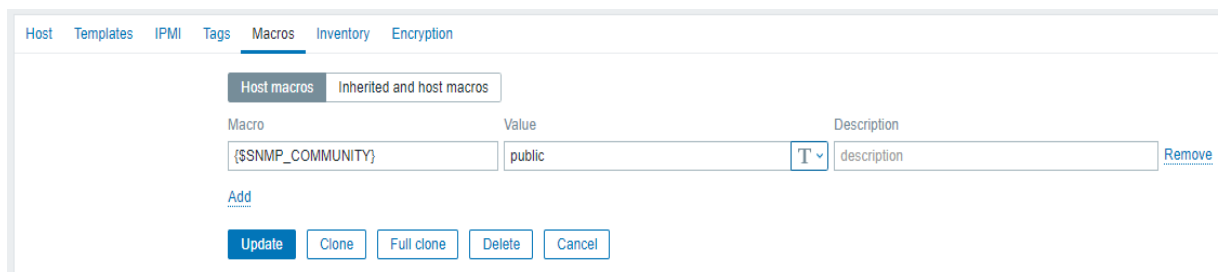 Host Templates IPMI Tags Macros Inventory Encryption
Host macros Inherited and host macros
Macro Value Description
{$SNMP_COMMUNITY} public T description Remove
Add
Update Clone Full clone Delete Cancel